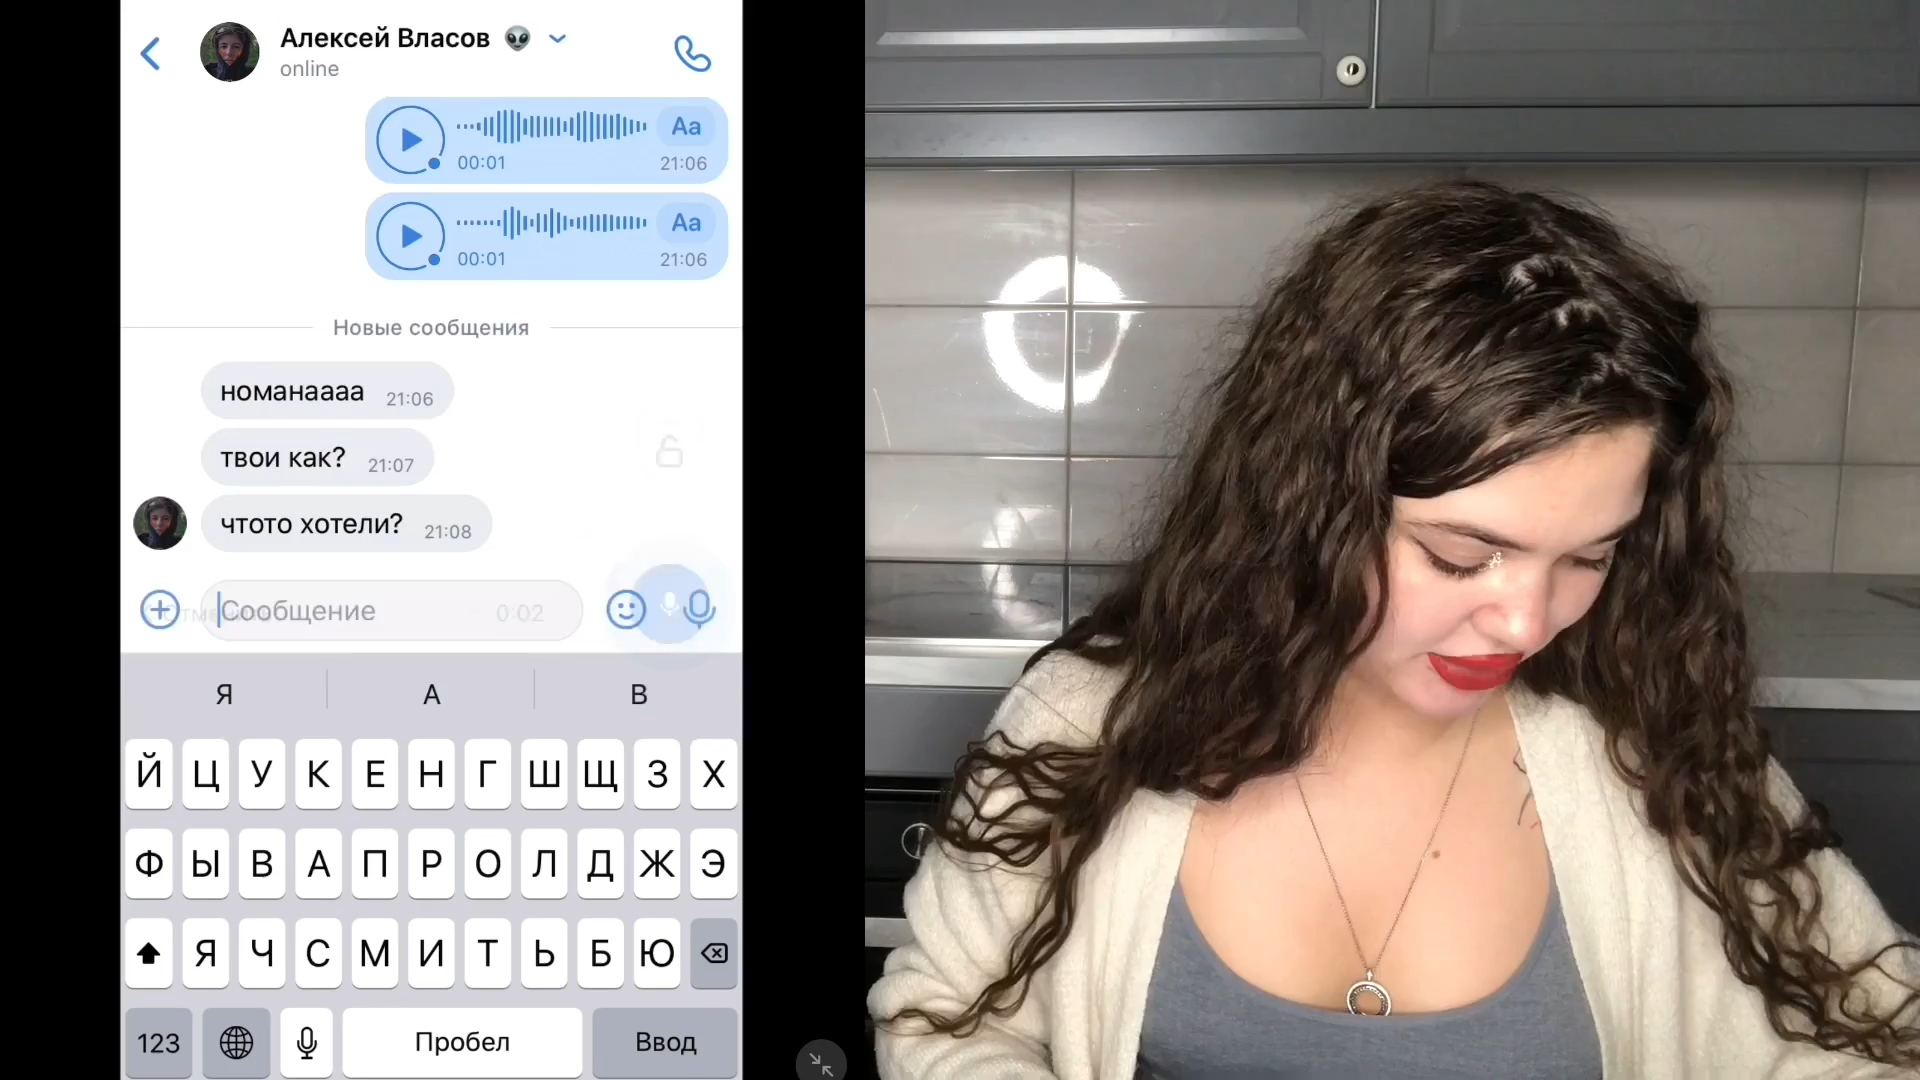 Алексей Власов
online
00:01 Aa 21:06
00:01 Aa 21:06
Новые сообщения
номанаааа 21:06
твои как? 21:07
чтото хотели? 21:08
Сообщение 0:02
Я А В
Й Ц У К Е Н Г Ш Щ З Х
Ф Ы В А П Р О Л Д Ж Э
Я Ч С М И Т Ь Б Ю
123 Пробел Ввод